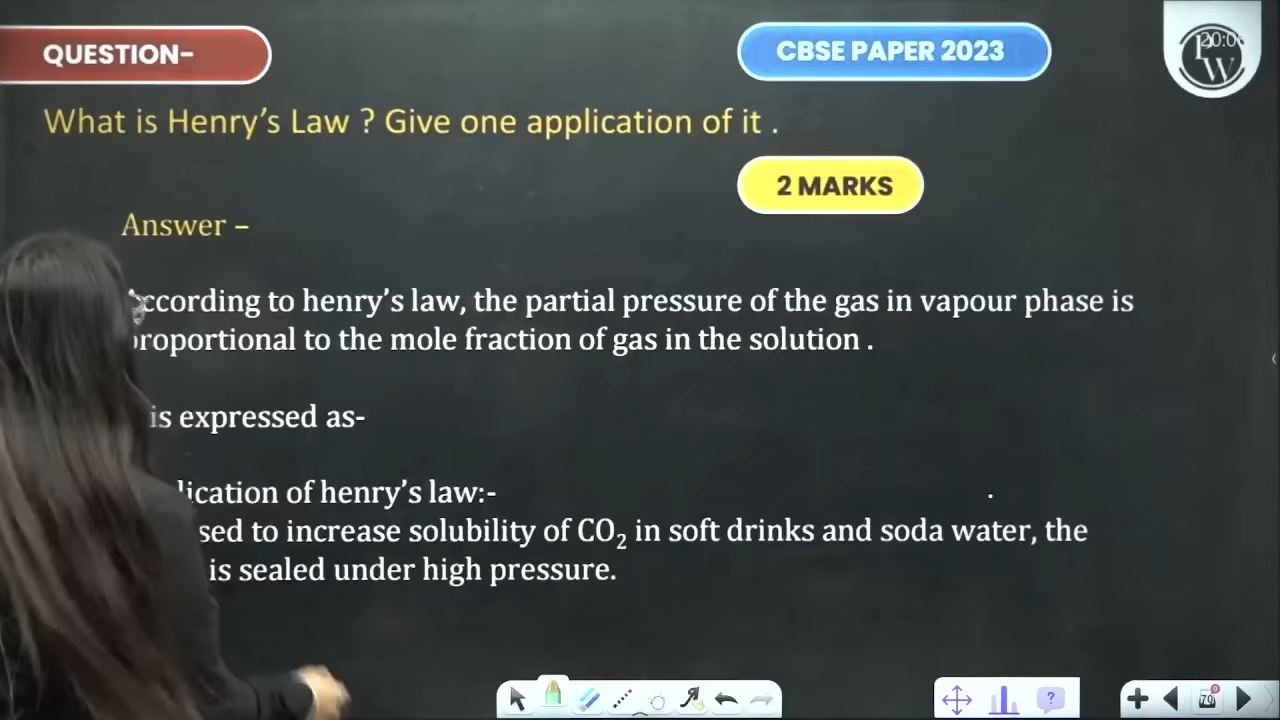 QUESTION-
CBSE PAPER 2023
What is Henry’s Law ? Give one application of it .
2 MARKS
Answer –
According to henry’s law, the partial pressure of the gas in vapour phase is
proportional to the mole fraction of gas in the solution .
is expressed as-
lication of henry’s law:-
sed to increase solubility of CO₂ in soft drinks and soda water, the
is sealed under high pressure.